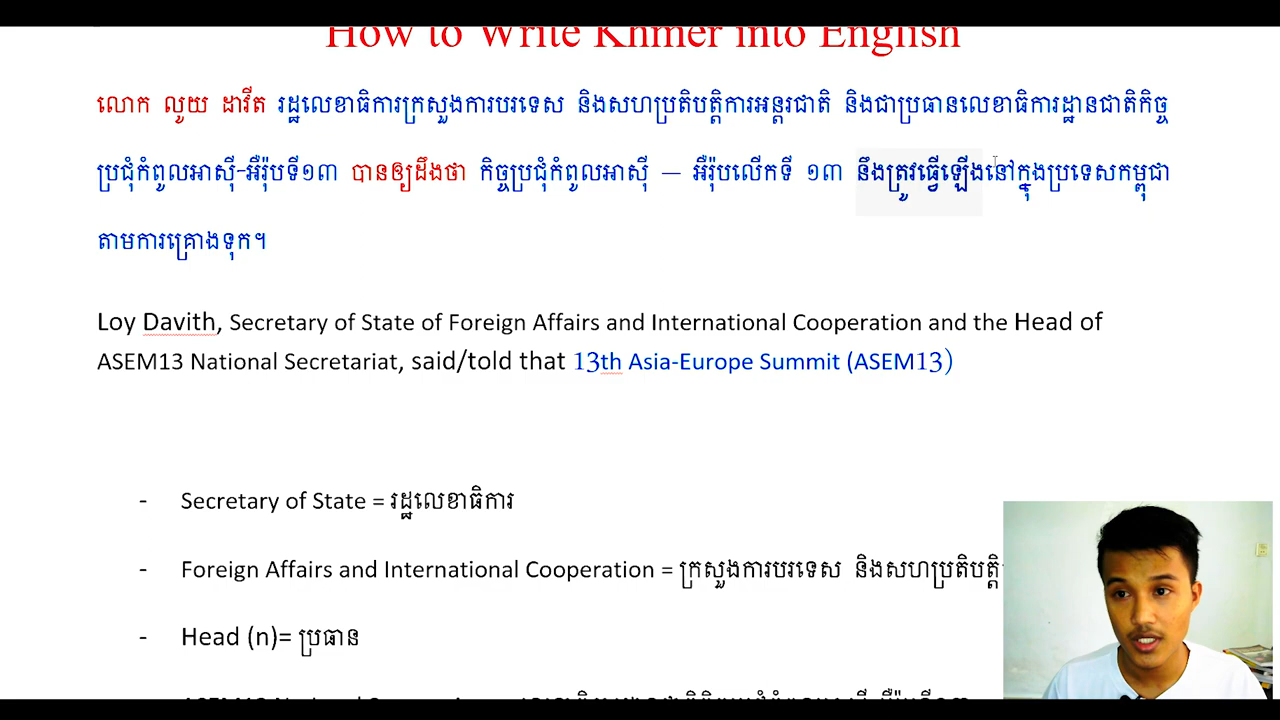 How to Write Khmer into English
លោក លូយ ដាវីត រដ្ឋលេខាធិការក្រសួងការបរទេស និងសហប្រតិបត្តិការអន្តរជាតិ និងជាប្រធានលេខាធិការដ្ឋានជាតិកិច្ច
ប្រជុំកំពូលអាស៊ី-អឺរ៉ុបទី១៣ បានឲ្យដឹងថា កិច្ចប្រជុំកំពូលអាស៊ី – អឺរ៉ុបលើកទី ១៣ នឹងត្រូវធ្វើឡើងនៅក្នុងប្រទេសកម្ពុជា
តាមការគ្រោងទុក។
Loy Davith, Secretary of State of Foreign Affairs and International Cooperation and the Head of
ASEM13 National Secretariat, said/told that 13th Asia-Europe Summit (ASEM13)
- Secretary of State = រដ្ឋលេខាធិការ
- Foreign Affairs and International Cooperation = ក្រសួងការបរទេស និងសហប្រតិបត្តិ
- Head (n)= ប្រធាន